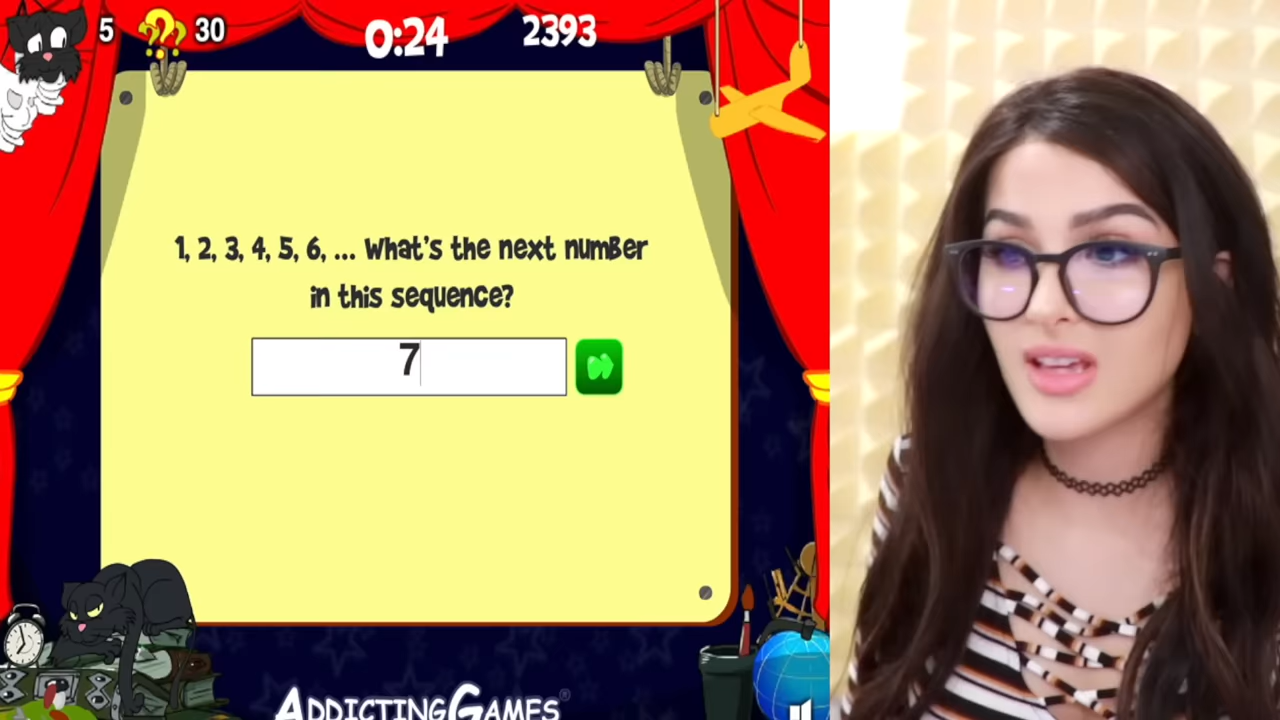 5
30
0:24
2393
1, 2, 3, 4, 5, 6, ... What's the next number
in this sequence?
7
AddictingGames®